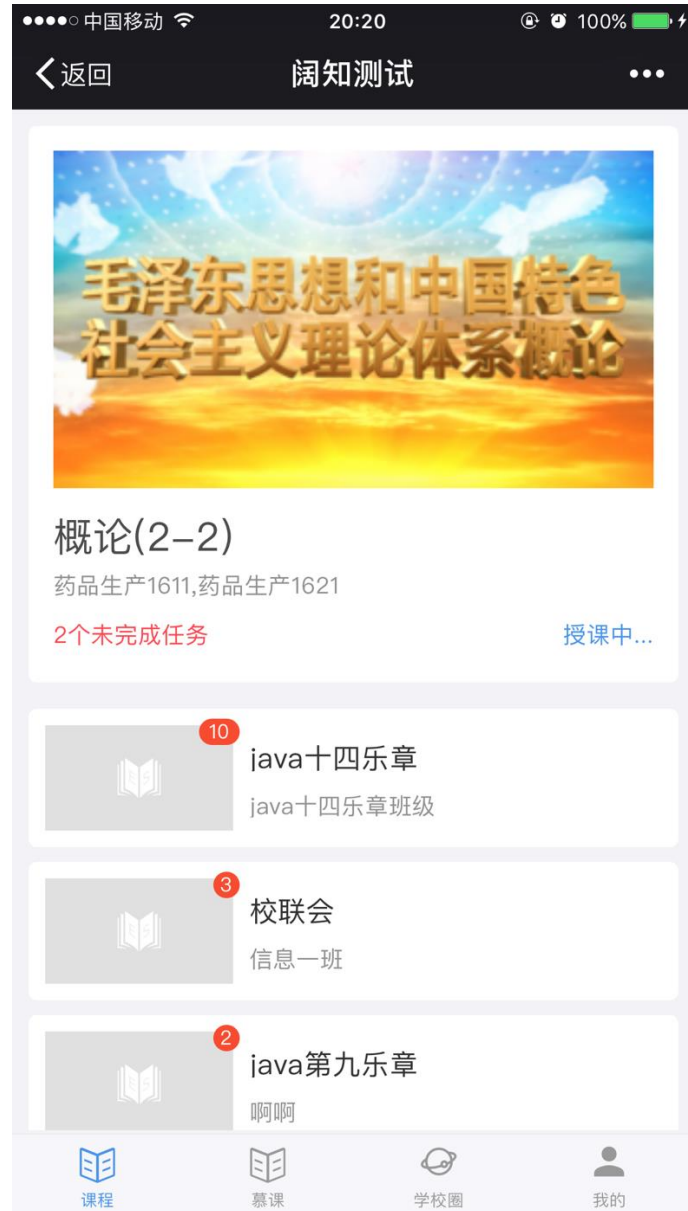 中国移动 20:20 100%
返回 阔知测试
毛泽东思想和中国特色
社会主义理论体系概论
概论(2-2)
药品生产1611,药品生产1621
2个未完成任务 授课中...
10
java十四乐章
java十四乐章班级
3
校联会
信息一班
2
java第九乐章
啊啊
课程 慕课 学校圈 我的